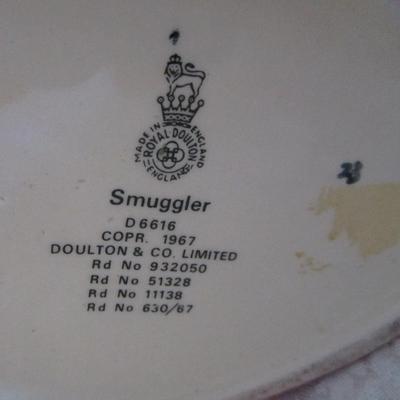 MADE IN ENGLAND
ROYAL DOULTON
ENGLAND
Smuggler
D 6616
COPR. 1967
DOULTON & CO. LIMITED
Rd No 932050
Rd No 51328
Rd No 11138
Rd No 630/67